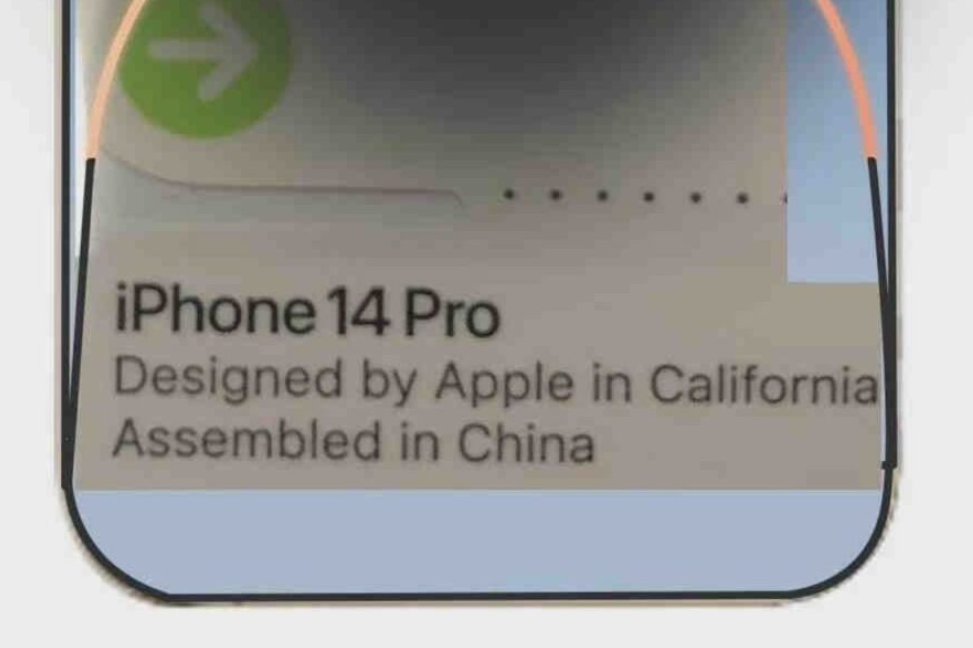 iPhone 14 Pro
Designed by Apple in California
Assembled in China